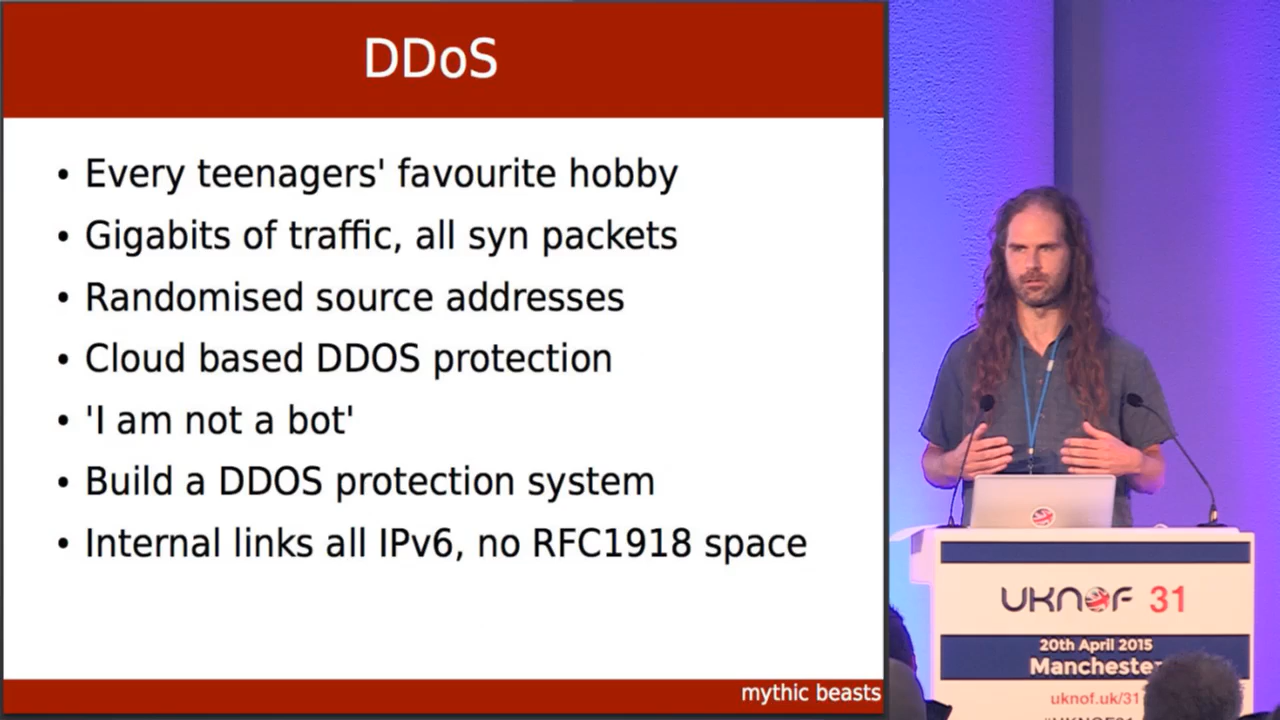 DDoS
• Every teenagers' favourite hobby
• Gigabits of traffic, all syn packets
• Randomised source addresses
• Cloud based DDOS protection
• 'I am not a bot'
• Build a DDOS protection system
• Internal links all IPv6, no RFC1918 space
mythic beasts
UKNOF 31
20th April 2015
Manchester
uknof.uk/31